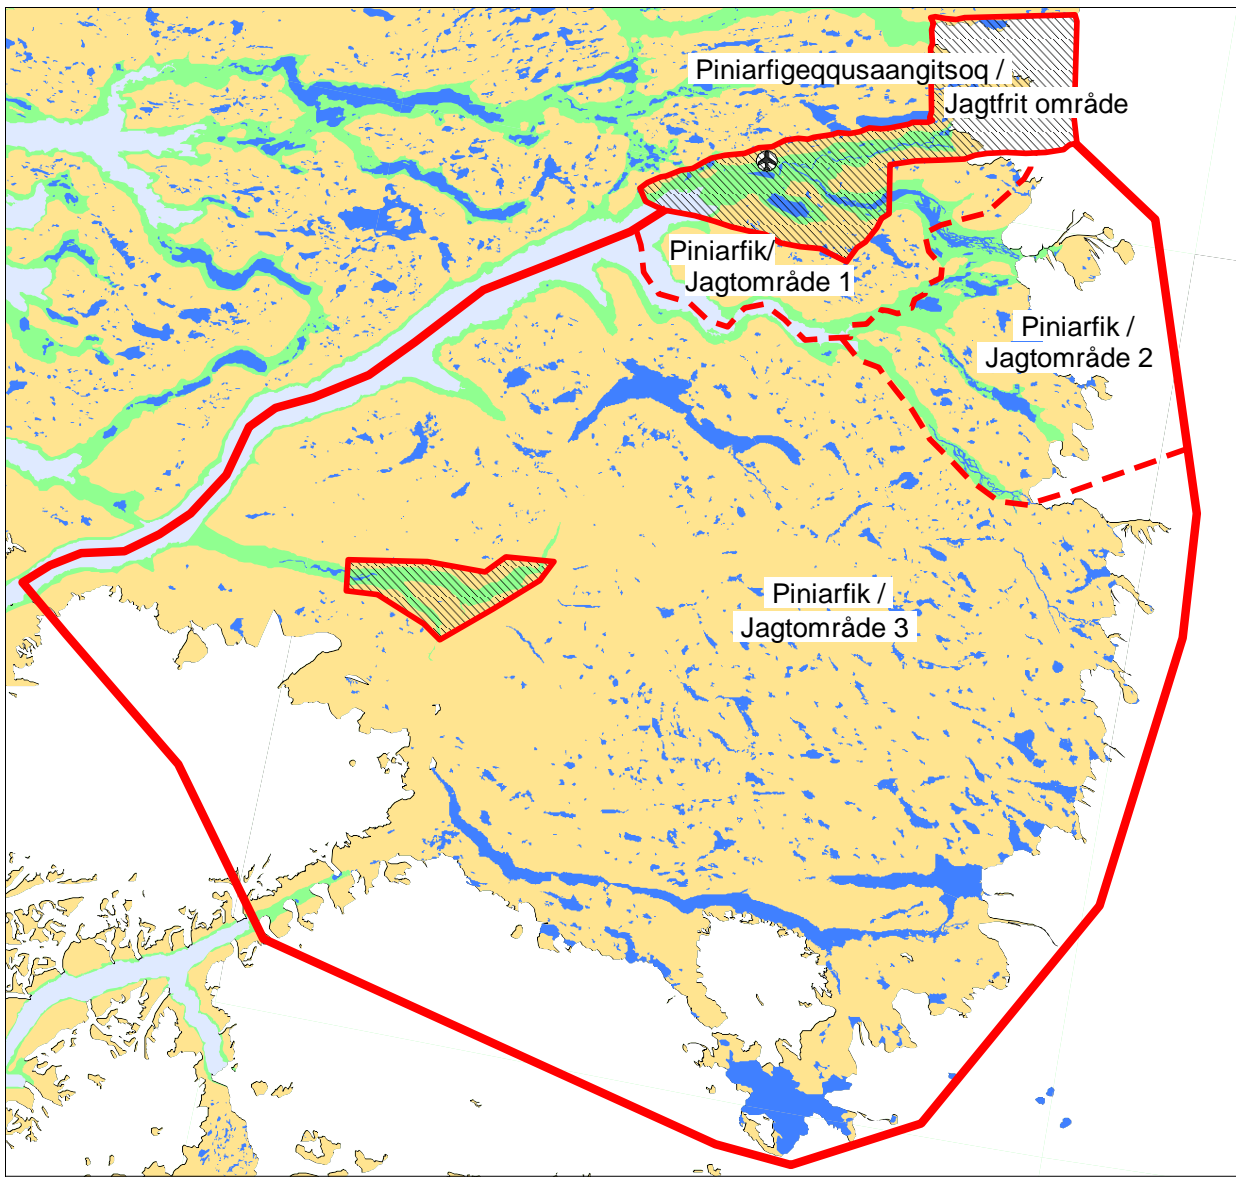 Piniarfigeqqusaangitsoq /
Jagtfrit område
Piniarfik/
Jagtområde 1
Piniarfik /
Jagtområde 2
Piniarfik /
Jagtområde 3